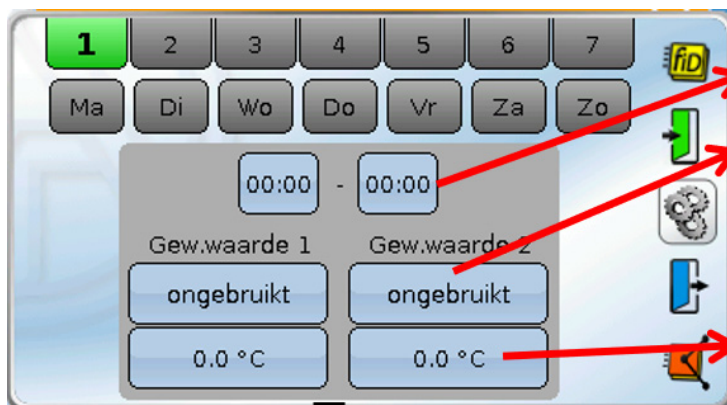 1 2 3 4 5 6 7
fiD
Ma Di Wo Do Vr Za Zo
00:00 - 00:00
Gew.waarde 1 Gew.waarde 2
ongebruikt ongebruikt
0.0 °C 0.0 °C